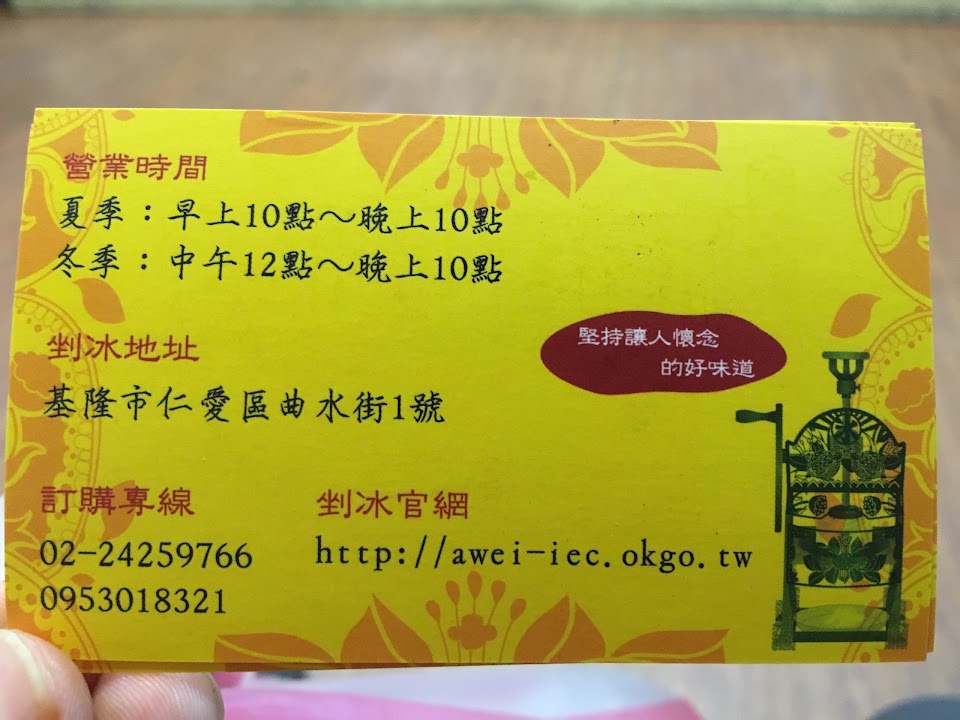 營業時間
夏季：早上10點～晚上10點
冬季：中午12點～晚上10點
剉冰地址
基隆市仁愛區曲水街1號
堅持讓人懷念
的好味道
訂購專線
02-24259766
0953018321
剉冰官網
http://awei-iec.okgo.tw